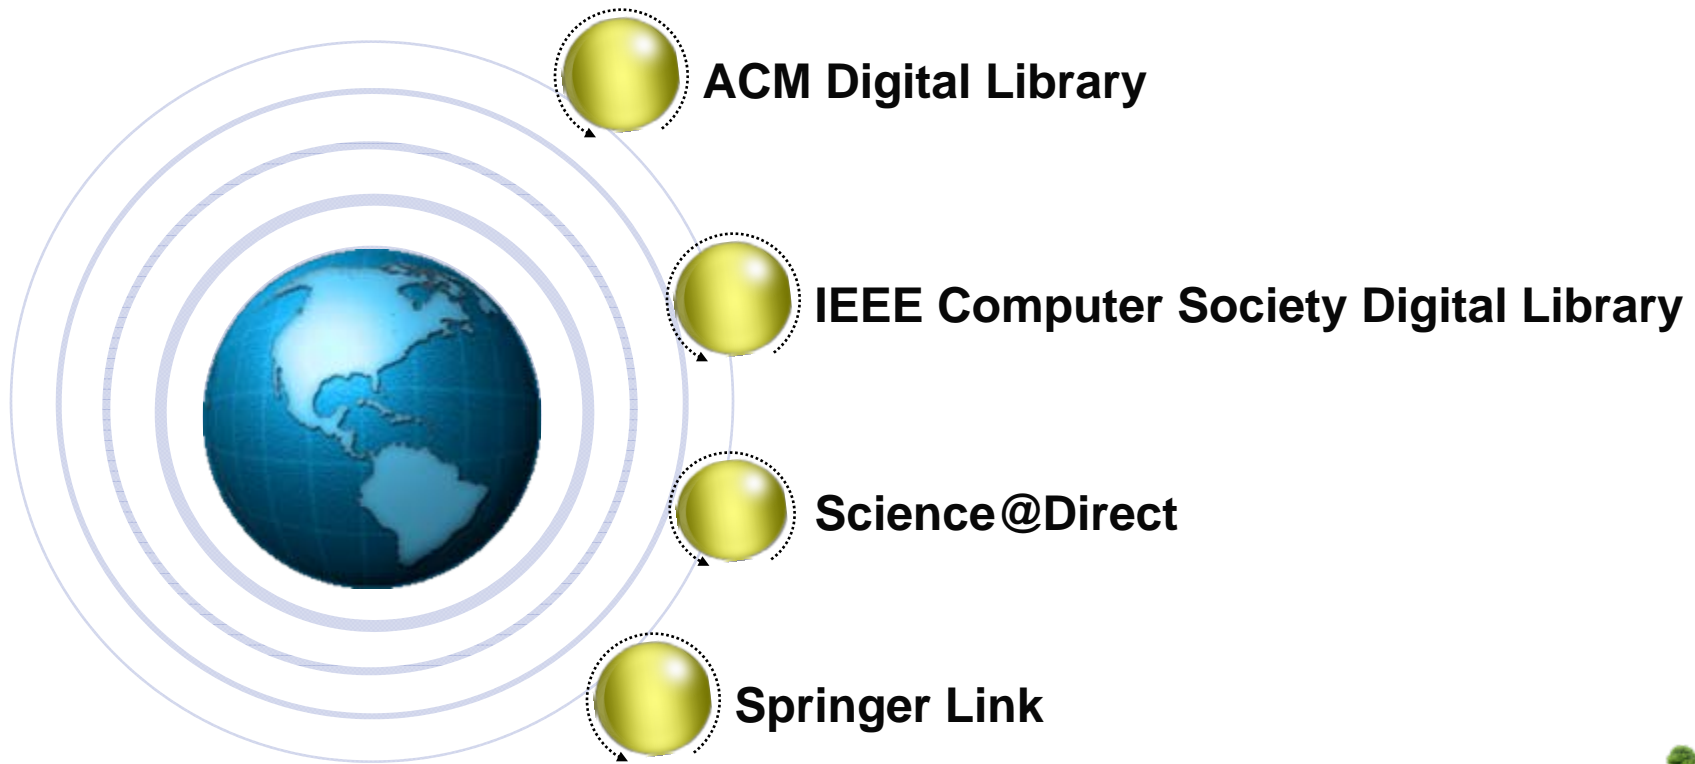 ACM Digital Library
IEEE Computer Society Digital Library
Science@Direct
Springer Link